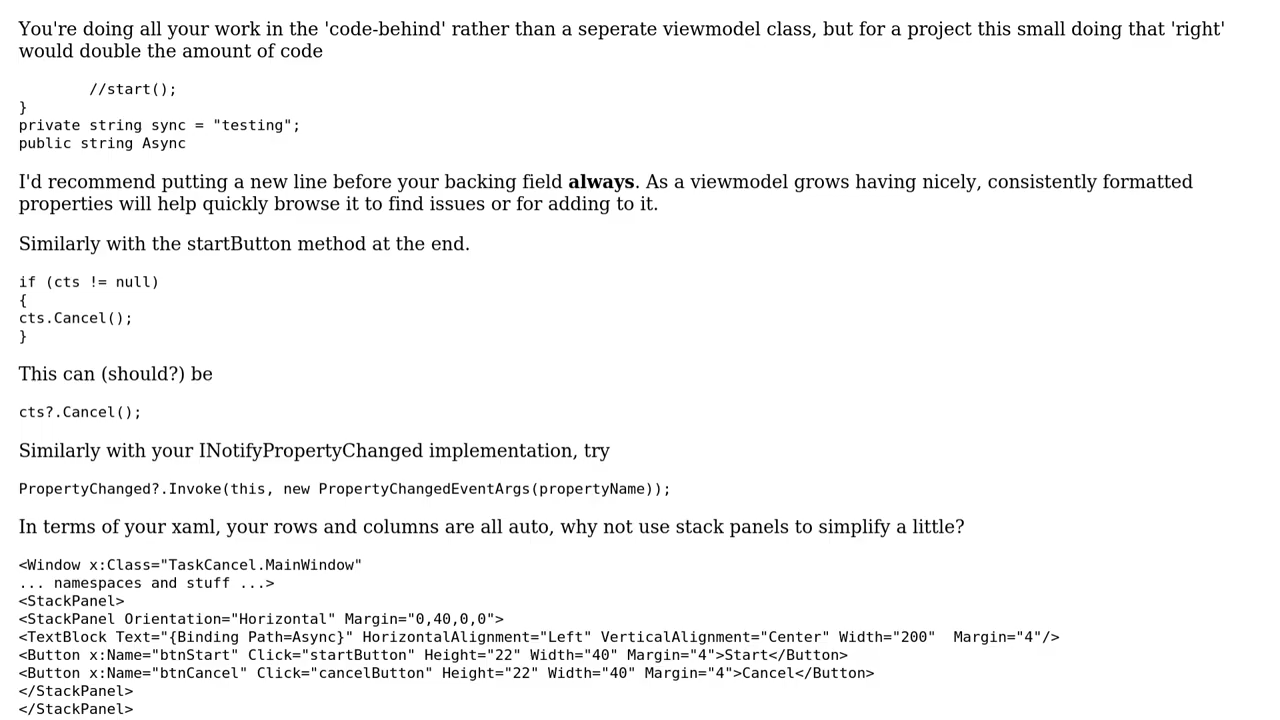 You're doing all your work in the 'code-behind' rather than a seperate viewmodel class, but for a project this small doing that 'right'
would double the amount of code
        //start();
}
private string sync = "testing";
public string Async
I'd recommend putting a new line before your backing field always. As a viewmodel grows having nicely, consistently formatted
properties will help quickly browse it to find issues or for adding to it.
Similarly with the startButton method at the end.
if (cts != null)
{
cts.Cancel();
}
This can (should?) be
cts?.Cancel();
Similarly with your INotifyPropertyChanged implementation, try
PropertyChanged?.Invoke(this, new PropertyChangedEventArgs(propertyName));
In terms of your xaml, your rows and columns are all auto, why not use stack panels to simplify a little?
<Window x:Class="TaskCancel.MainWindow"
... namespaces and stuff ...>
<StackPanel>
<StackPanel Orientation="Horizontal" Margin="0,40,0,0">
<TextBlock Text="{Binding Path=Async}" HorizontalAlignment="Left" VerticalAlignment="Center" Width="200"  Margin="4"/>
<Button x:Name="btnStart" Click="startButton" Height="22" Width="40" Margin="4">Start</Button>
<Button x:Name="btnCancel" Click="cancelButton" Height="22" Width="40" Margin="4">Cancel</Button>
</StackPanel>
</StackPanel>